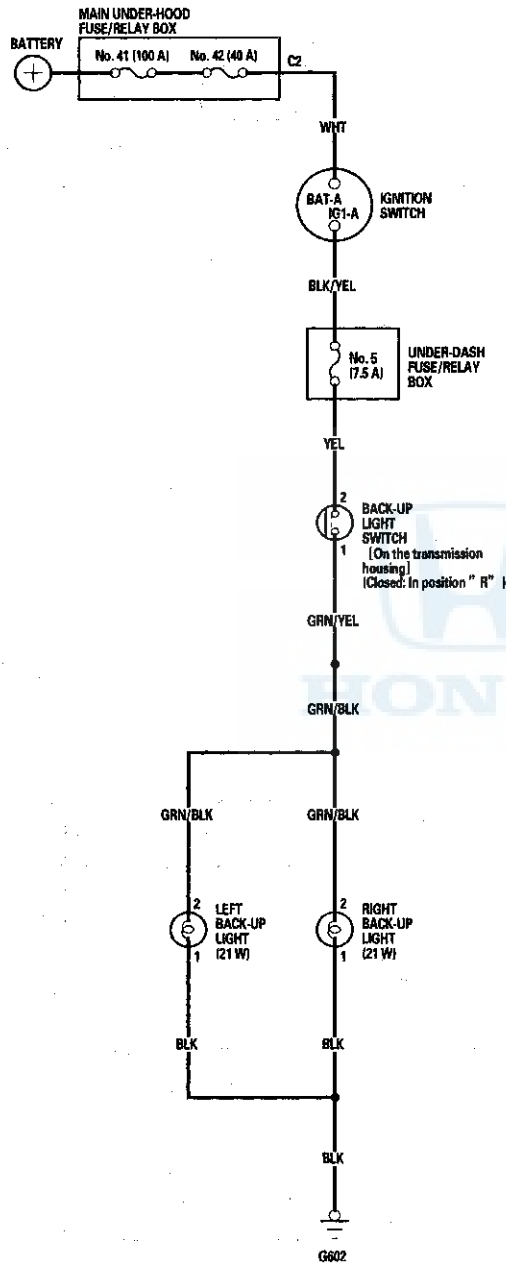 MAIN UNDER-HOOD
FUSE/RELAY BOX
BATTERY
No. 41 (100 A)
No. 42 (40 A)
C2
WHT
BAT-A
IG1-A
IGNITION
SWITCH
BLK/YEL
No. 5
(7.5 A)
UNDER-DASH
FUSE/RELAY
BOX
YEL
2
BACK-UP
LIGHT
SWITCH
[On the transmission
housing]
(Closed: In position " R"
1
GRN/YEL
HON
GRN/BLK
GRN/BLK
GRN/BLK
2
LEFT
BACK-UP
LIGHT
(21 W)
1
2
RIGHT
BACK-UP
LIGHT
(21 W)
1
BLK
BLK
BLK
G602